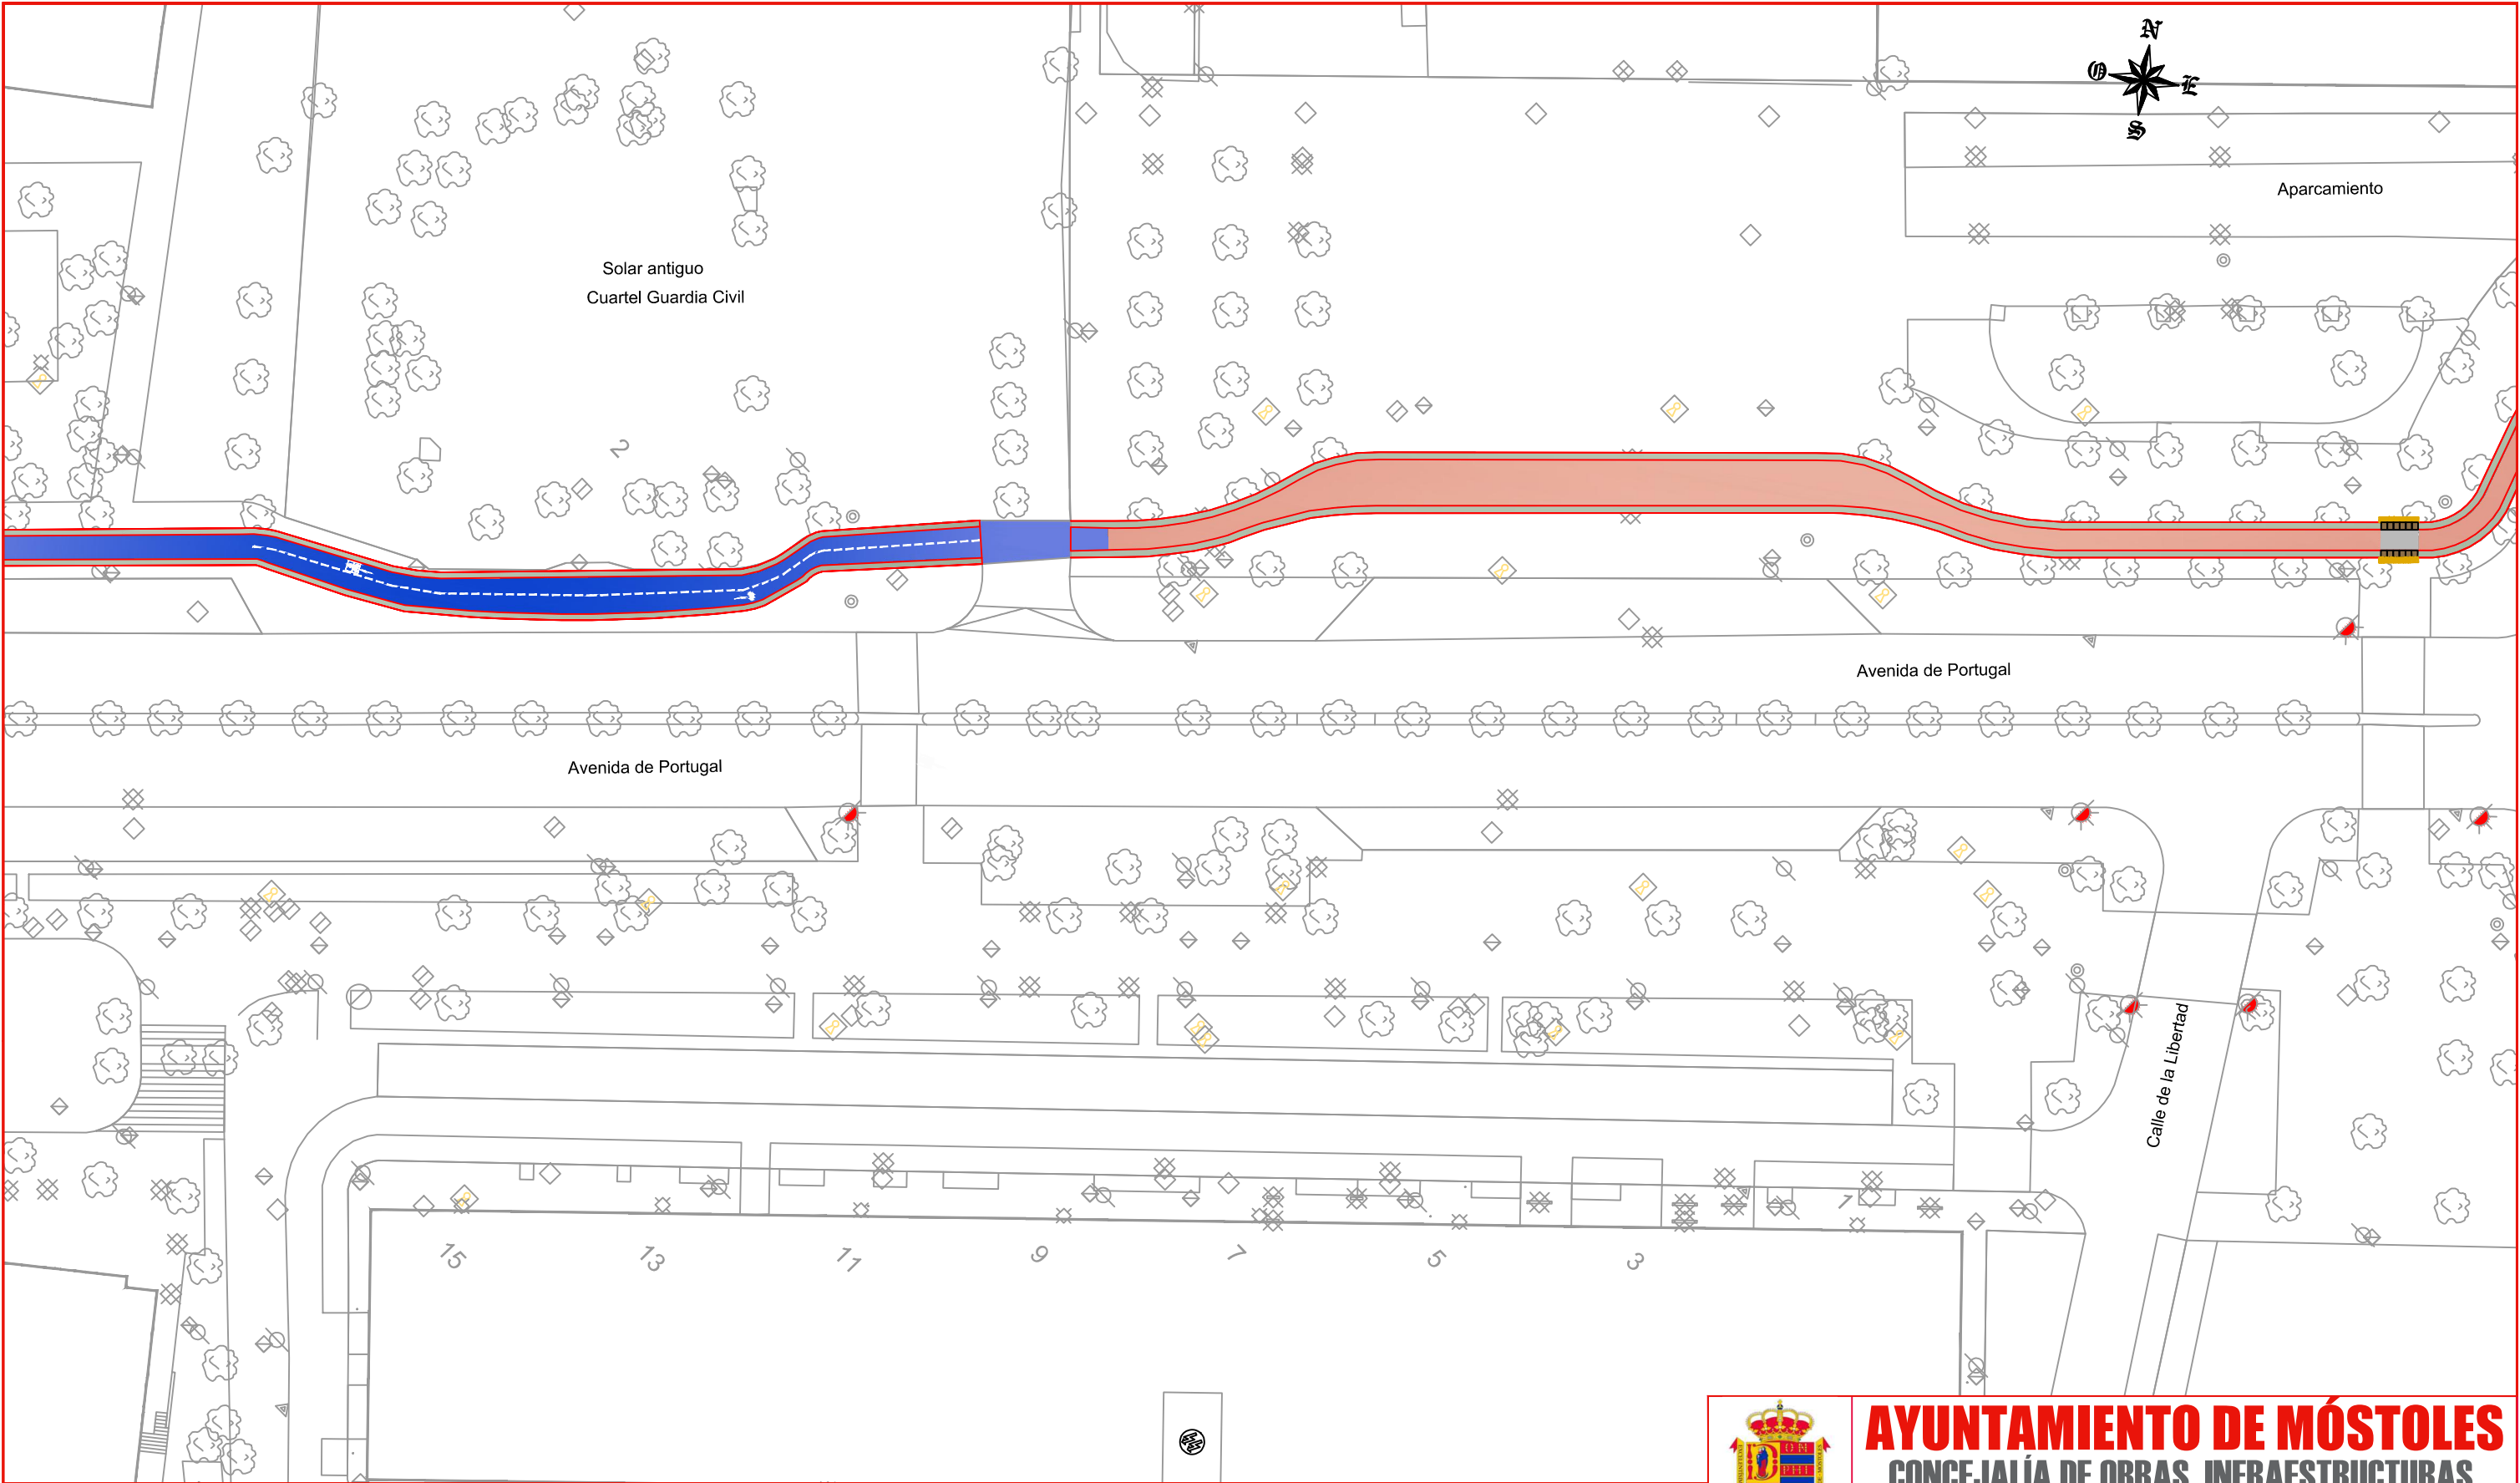 N
O
E
S
Aparcamiento
Solar antiguo
Cuartel Guardia Civil
2
Avenida de Portugal
Avenida de Portugal
Calle de la Libertad
15
13
11
9
7
5
3
1
AYUNTAMIENTO DE MÓSTOLES
CONCEJALÍA DE OBRAS, INFRAESTRUCTURAS